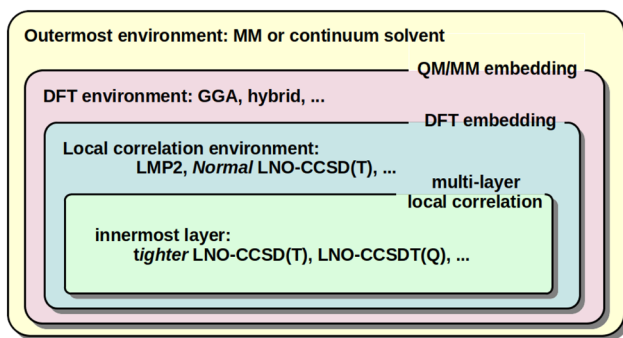 Outermost environment: MM or continuum solvent
QM/MM embedding
DFT environment: GGA, hybrid, ...
DFT embedding
Local correlation environment:
LMP2, Normal LNO-CCSD(T), ...
multi-layer
local correlation
innermost layer:
tighter LNO-CCSD(T), LNO-CCSDT(Q), ...